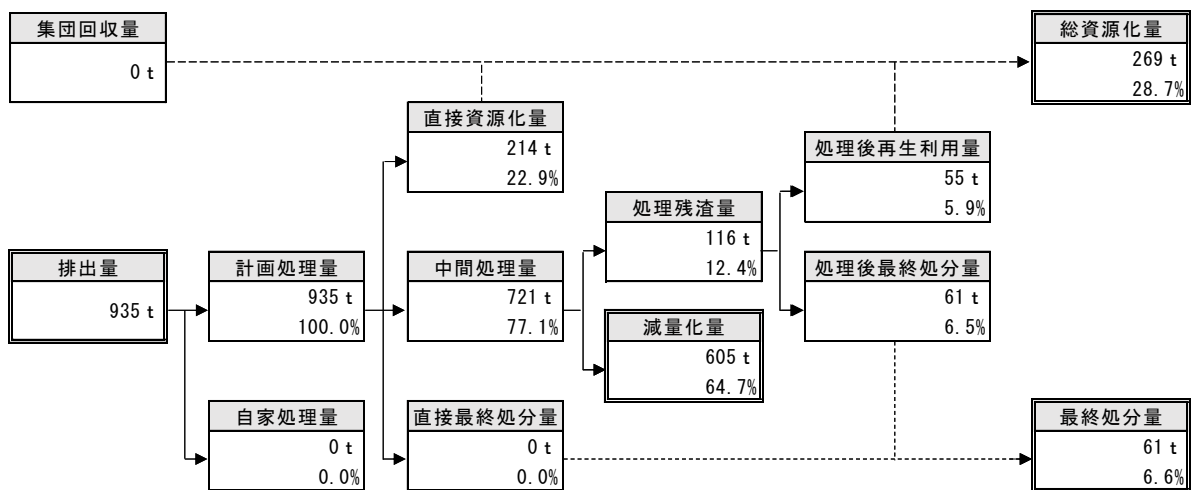 集団回収量
0 t
総資源化量
269 t
28.7%
直接資源化量
214 t
22.9%
処理後再生利用量
55 t
5.9%
処理残渣量
116 t
12.4%
排出量
935 t
計画処理量
935 t
100.0%
中間処理量
721 t
77.1%
処理後最終処分量
61 t
6.5%
減量化量
605 t
64.7%
自家処理量
0 t
0.0%
直接最終処分量
0 t
0.0%
最終処分量
61 t
6.6%